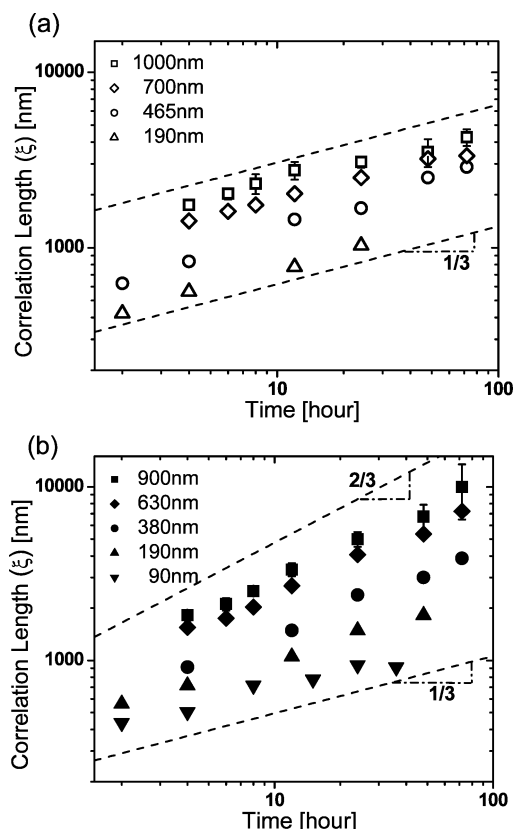 (a)
10000
1000nm
700nm
465nm
190nm
1000
Correlation Length (ξ) [nm]
1/3
10
100
Time [hour]
(b)
10000
900nm
630nm
380nm
190nm
90nm
2/3
1000
Correlation Length (ξ) [nm]
1/3
10
100
Time [hour]